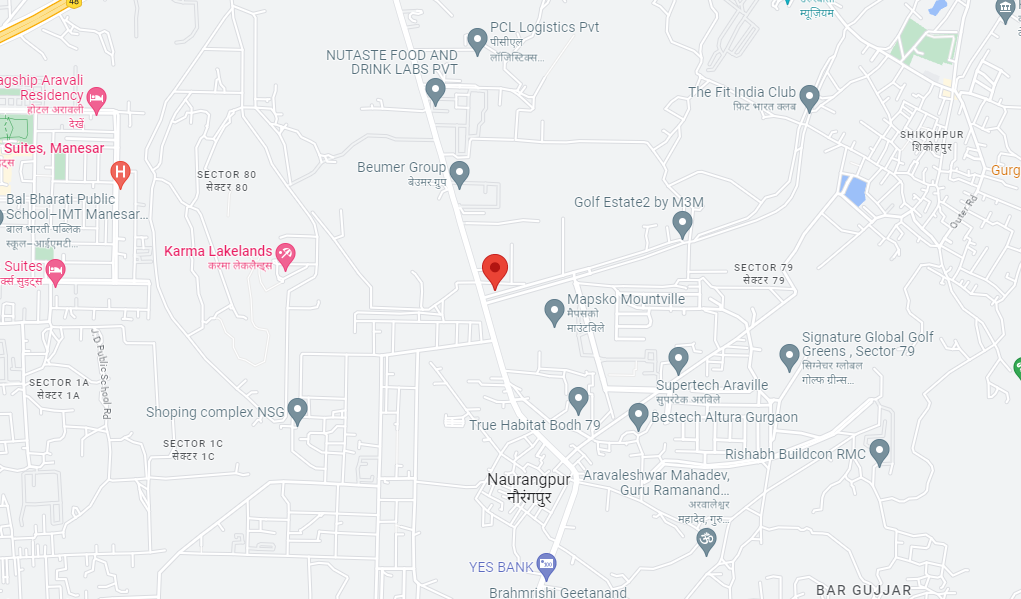 48
म्यूज़ियम
PCL Logistics Pvt
पीसीएल
लॉजिस्टिक्स...
NUTASTE FOOD AND
DRINK LABS PVT
agship Aravali
Residency
होटल अरावली
देखें
The Fit India Club
फिट भारत क्लब
SHIKOHPUR
शिकोहपुर
Suites, Manesar
Beumer Group
बेउमर ग्रुप
SECTOR 80
सेक्टर 80
Gurg
Bal Bharati Public
School–IMT Manesar...
बाल भारती पब्लिक
स्कूल–आईएमटी...
Golf Estate2 by M3M
Outer Rd
Karma Lakelands
करमा लेकलैन्ड्स
Suites
र्क्स सुइट्स
SECTOR 79
सेक्टर 79
Mapsko Mountville
मैपसको
माउंटविले
J.D Public School Rd
Signature Global Golf
Greens , Sector 79
सिग्नेचर ग्लोबल
गोल्फ ग्रीन्स...
SECTOR 1A
सेक्टर 1A
Supertech Araville
सुपरटेक अरविले
Shoping complex NSG
True Habitat Bodh 79
Bestech Altura Gurgaon
SECTOR 1C
सेक्टर 1C
Rishabh Buildcon RMC
Naurangpur
नौरंगपुर
Aravaleshwar Mahadev,
Guru Ramanand...
अरवालेश्वर
महादेव, गुरु...
YES BANK
Brahmrishi Geetanand
BAR GUJJAR